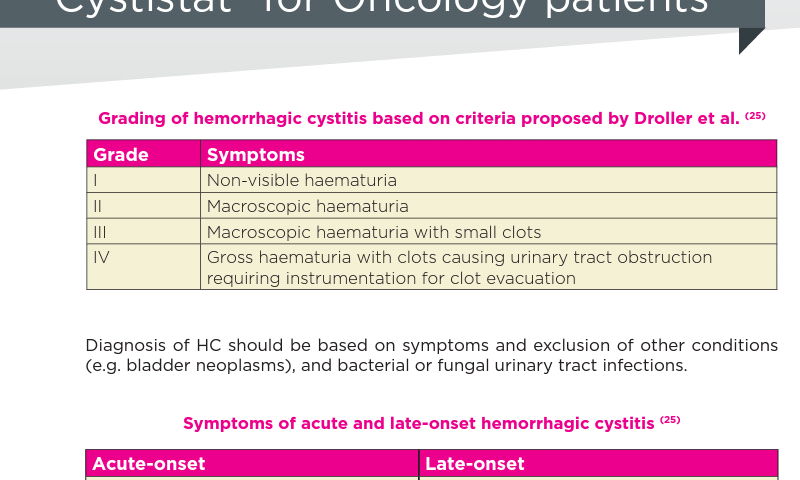 Cystistat for Oncology patients
Grading of hemorrhagic cystitis based on criteria proposed by Droller et al. (25)
Grade Symptoms
I Non-visible haematuria
II Macroscopic haematuria
III Macroscopic haematuria with small clots
IV Gross haematuria with clots causing urinary tract obstruction
requiring instrumentation for clot evacuation
Diagnosis of HC should be based on symptoms and exclusion of other conditions
(e.g. bladder neoplasms), and bacterial or fungal urinary tract infections.
Symptoms of acute and late-onset hemorrhagic cystitis (25)
Acute-onset Late-onset